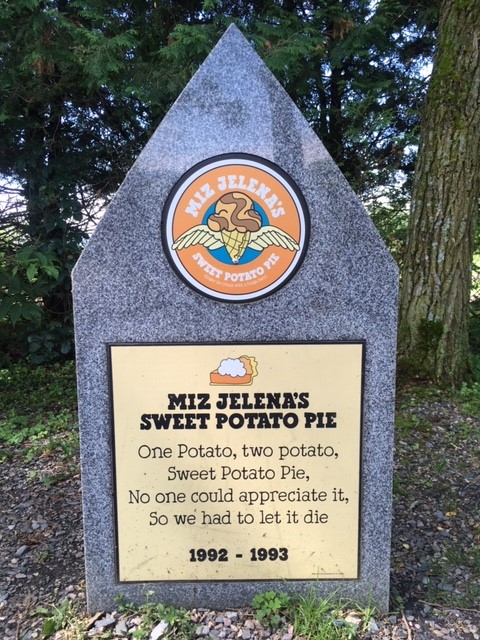 MIZ JELENA'S
SWEET POTATO PIE
MIZ JELENA'S
SWEET POTATO PIE
One Potato, two potato,
Sweet Potato Pie,
No one could appreciate it,
So we had to let it die
1992 - 1993